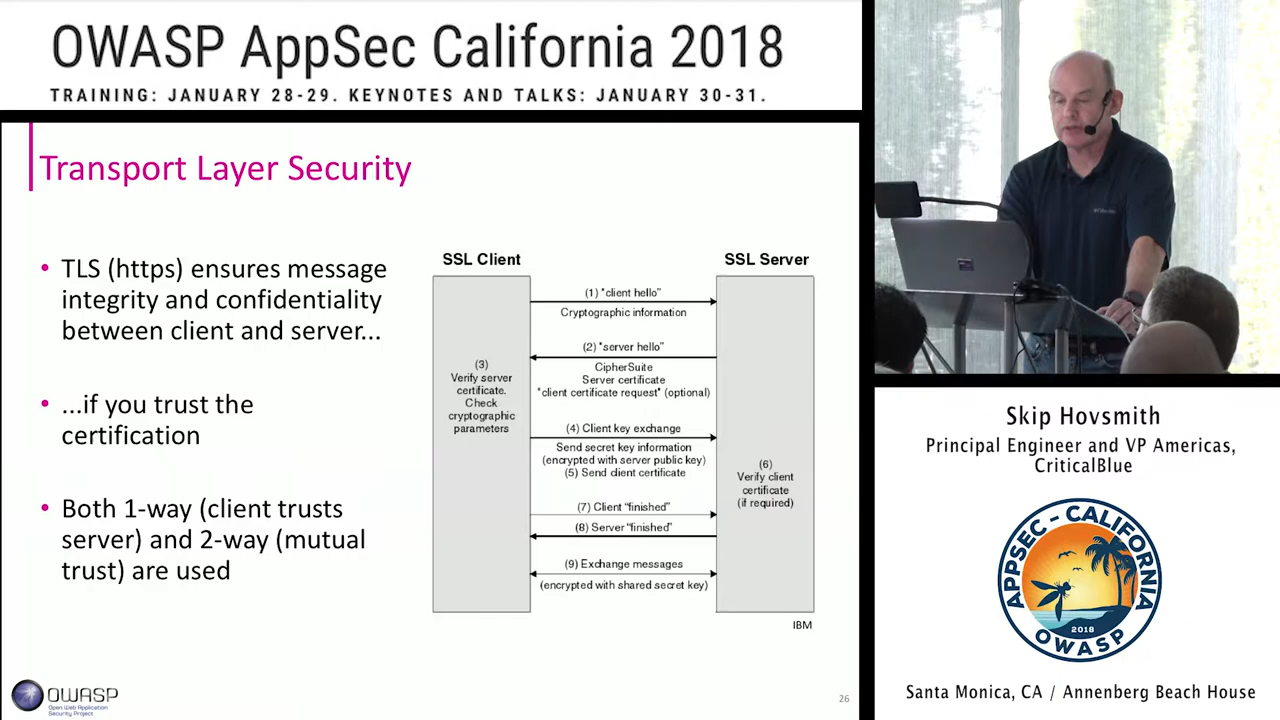 OWASP AppSec California 2018
TRAINING: JANUARY 28-29. KEYNOTES AND TALKS: JANUARY 30-31.
Transport Layer Security
• TLS (https) ensures message
integrity and confidentiality
between client and server...
• ...if you trust the
certification
• Both 1-way (client trusts
server) and 2-way (mutual
trust) are used
SSL Client
SSL Server
(1) "client hello"
Cryptographic information
(2) "server hello"
CipherSuite
Server certificate
"client certificate request" (optional)
(3)
Verify server
certificate.
Check
cryptographic
parameters
(4) Client key exchange
Send secret key information
(encrypted with server public key)
(5) Send client certificate
(6)
Verify client
certificate
(if required)
(7) Client “finished”
(8) Server “finished”
(9) Exchange messages
(encrypted with shared secret key)
IBM
OWASP
Open Web Application
Security Project
26
Skip Hovsmith
Principal Engineer and VP Americas,
CriticalBlue
APPSEC - CALIFORNIA
2018
OWASP
Santa Monica, CA / Annenberg Beach House